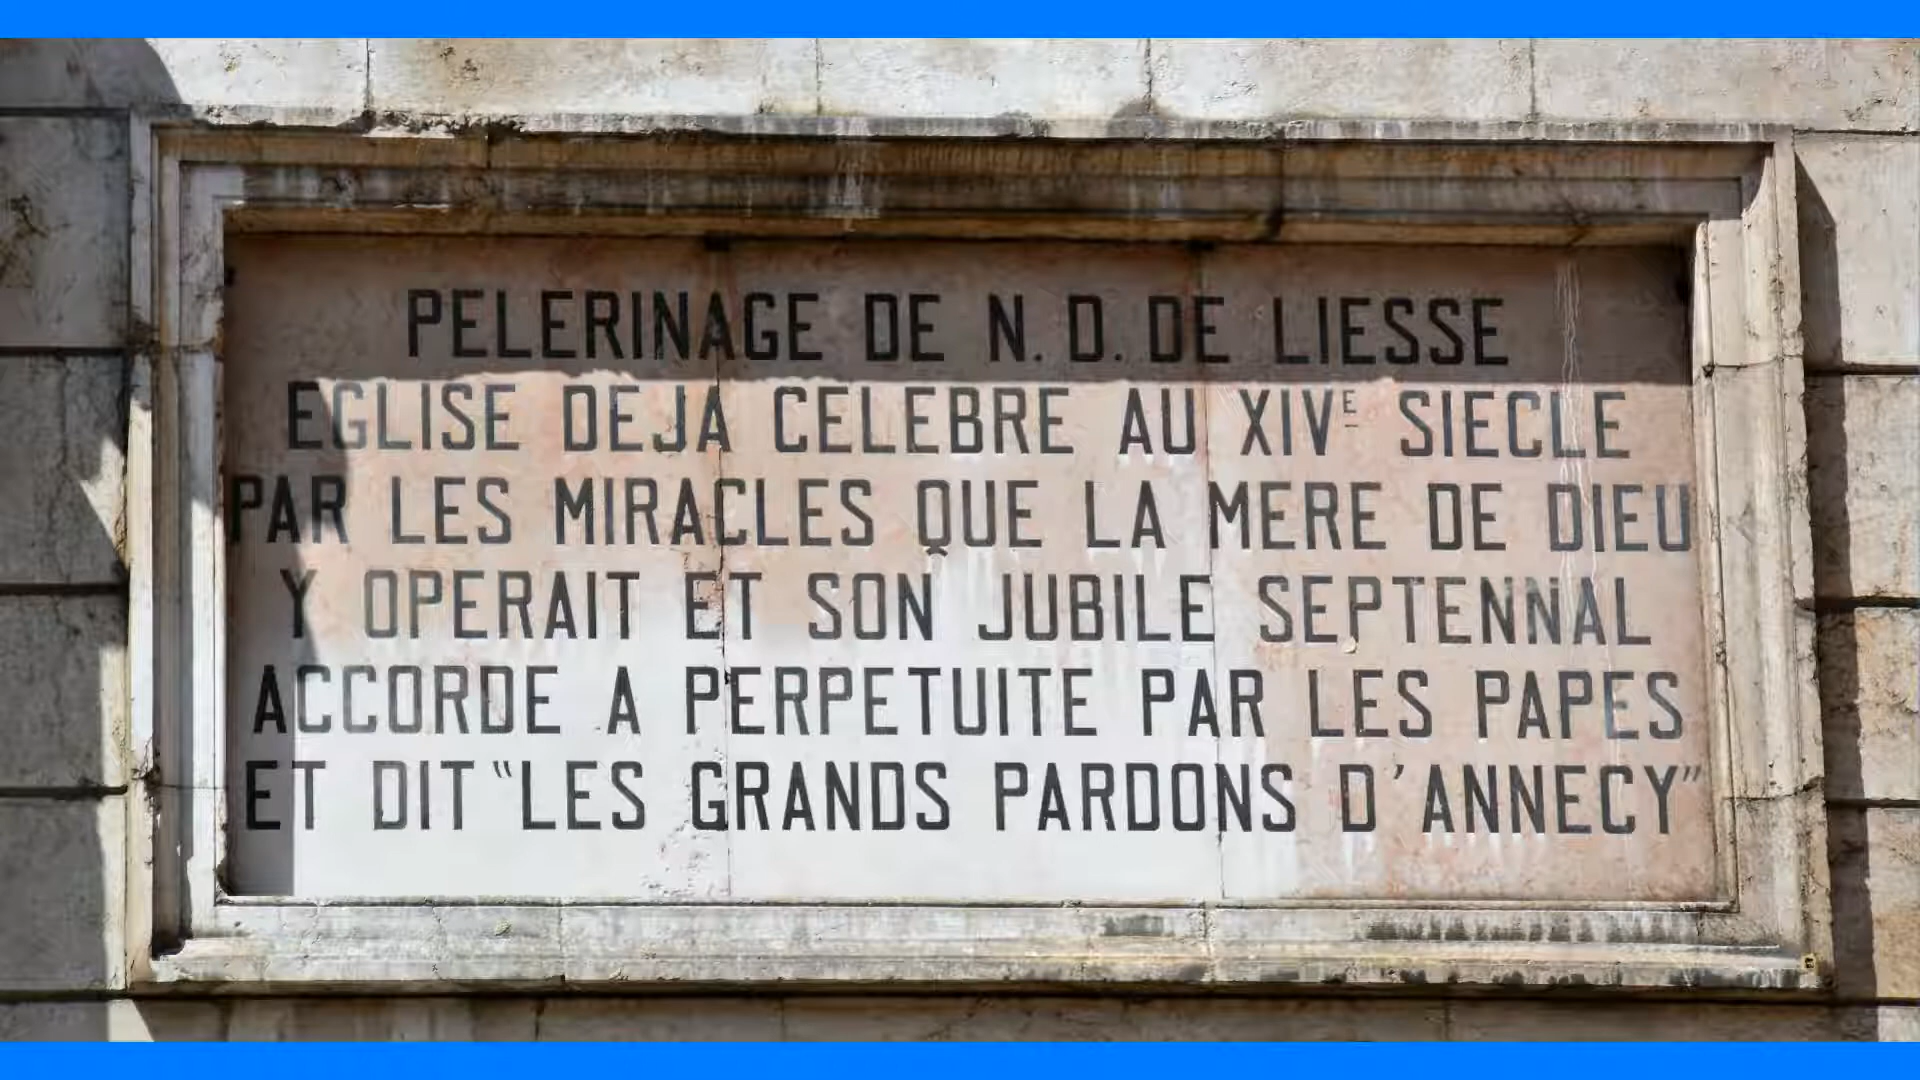 PELERINAGE DE N. D. DE LIESSE
EGLISE DEJA CELEBRE AU XIVE SIECLE
PAR LES MIRACLES QUE LA MERE DE DIEU
Y OPERAIT ET SON JUBILE SEPTENNAL
ACCORDE A PERPETUITE PAR LES PAPES
ET DIT "LES GRANDS PARDONS D'ANNECY"